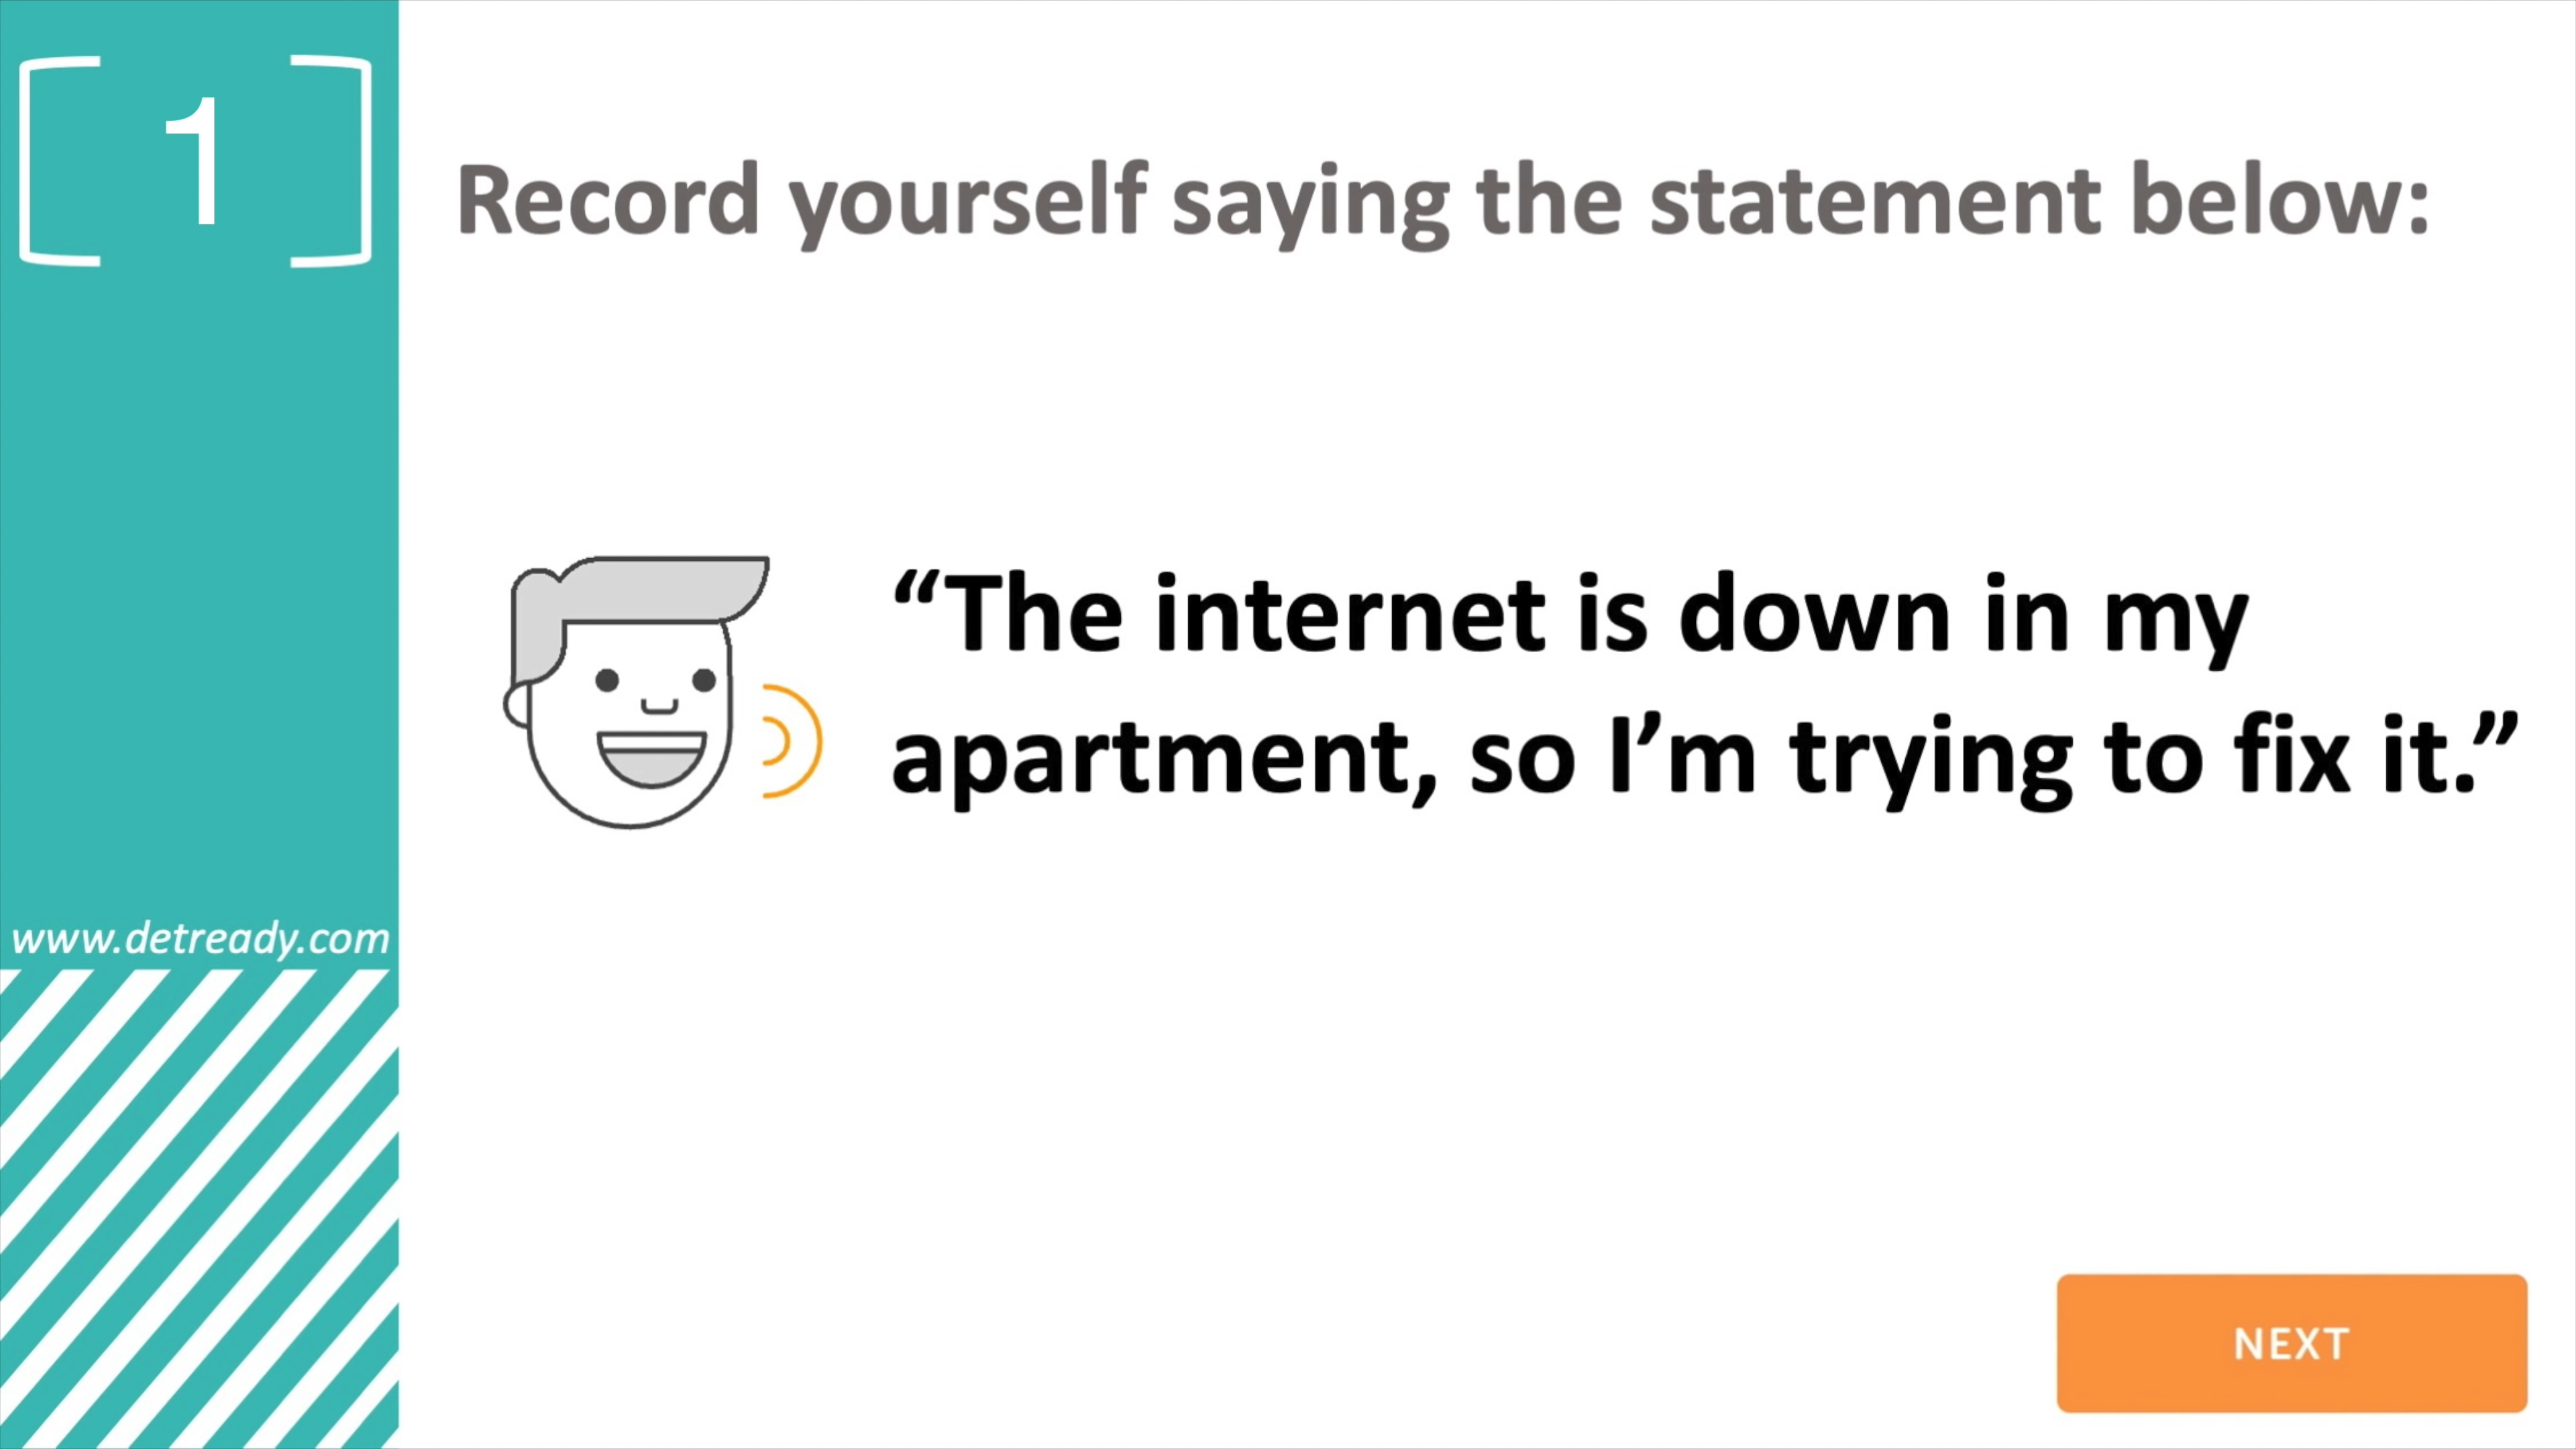 1
Record yourself saying the statement below:
“The internet is down in my
apartment, so I’m trying to fix it.”
www.detready.com
NEXT